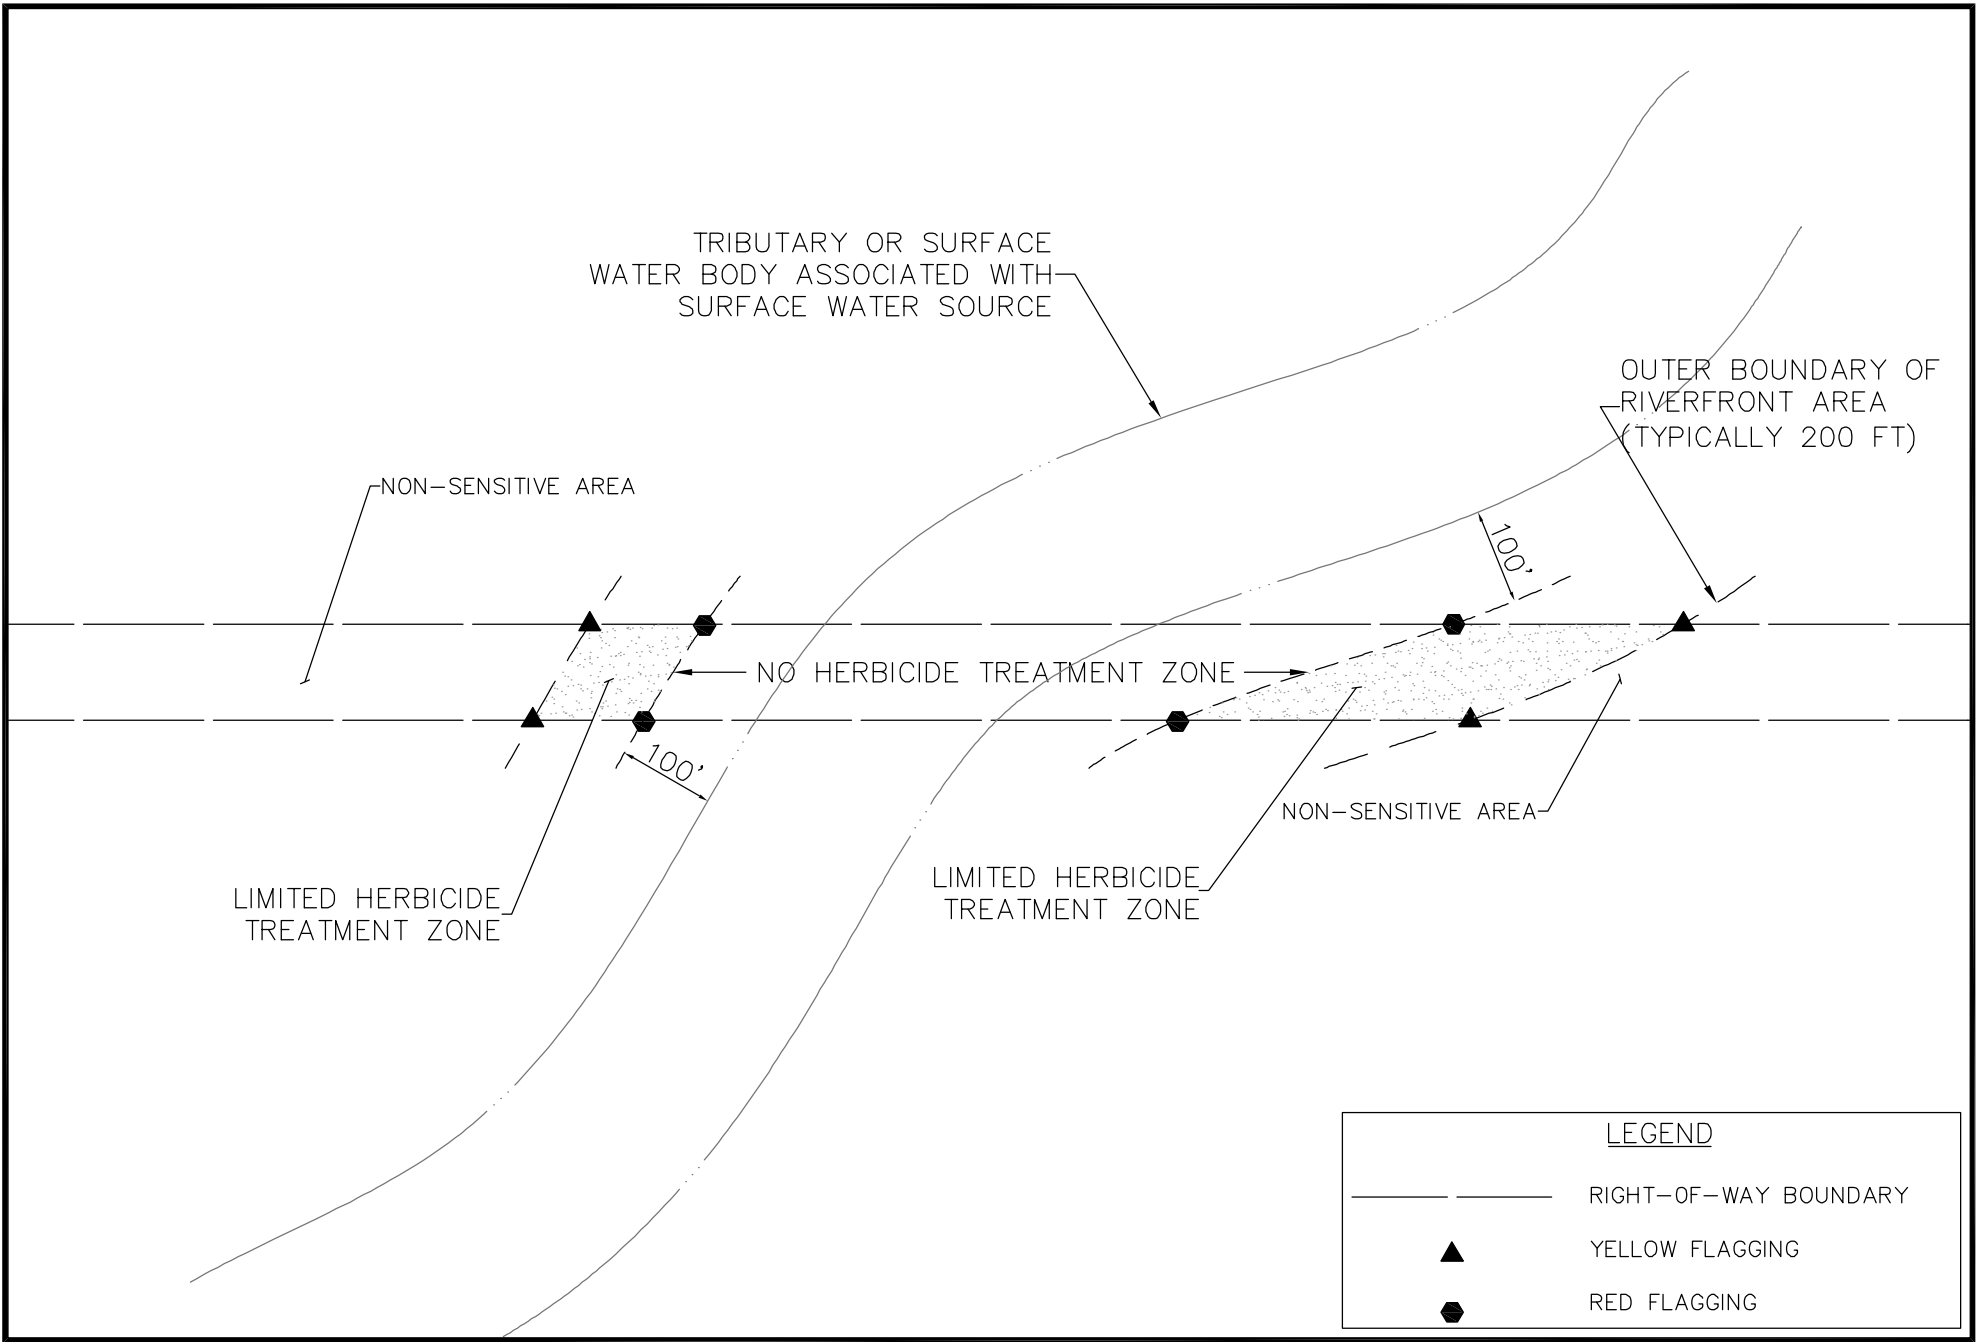 TRIBUTARY OR SURFACE
WATER BODY ASSOCIATED WITH
SURFACE WATER SOURCE
OUTER BOUNDARY OF
RIVERFRONT AREA
(TYPICALLY 200 FT)
NON-SENSITIVE AREA
100'
NO HERBICIDE TREATMENT ZONE
100'
NON-SENSITIVE AREA
LIMITED HERBICIDE
TREATMENT ZONE
LIMITED HERBICIDE
TREATMENT ZONE
LEGEND
RIGHT-OF-WAY BOUNDARY
YELLOW FLAGGING
RED FLAGGING